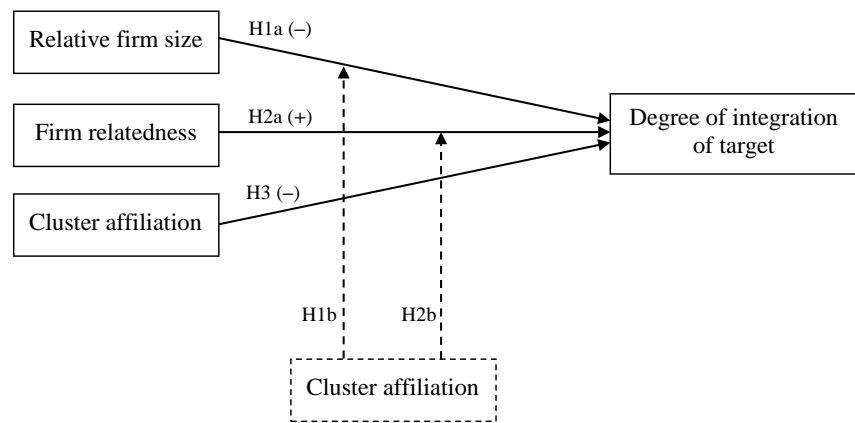 Relative firm size
H1a (–)
Firm relatedness
H2a (+)
Degree of integration
of target
Cluster affiliation
H3 (–)
H1b
H2b
Cluster affiliation